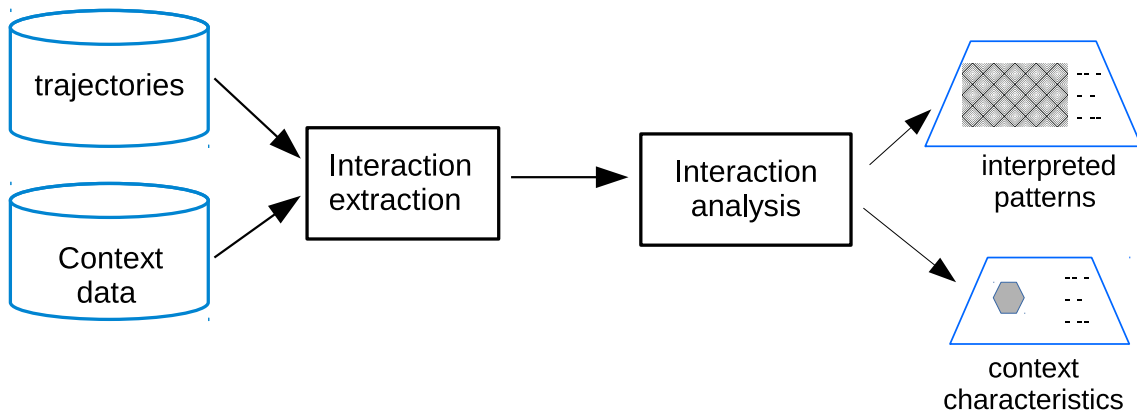 trajectories
Context
data
Interaction
extraction
Interaction
analysis
interpreted
patterns
context
characteristics